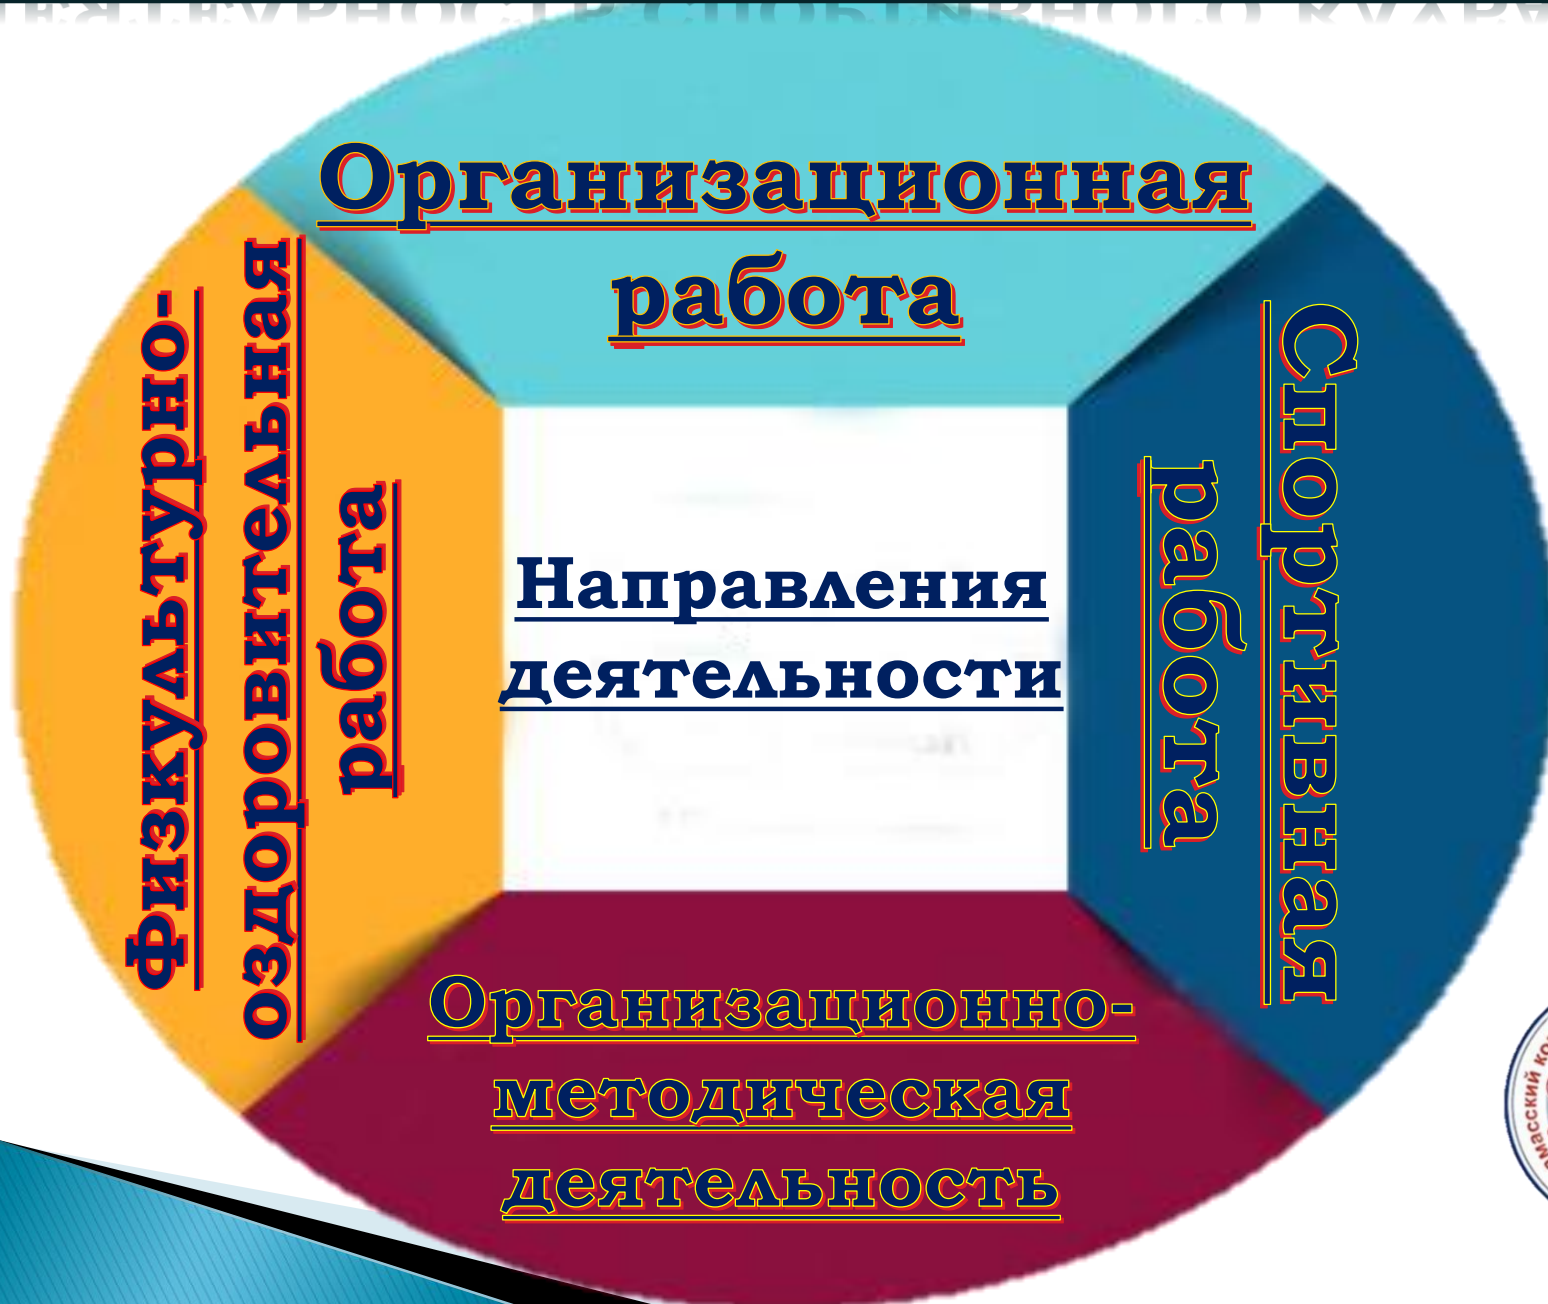 Организационная
работа
Физкультурно-
оздоровительная
работа
Направления
деятельности
Спортивная
работа
Организационно-
методическая
деятельность